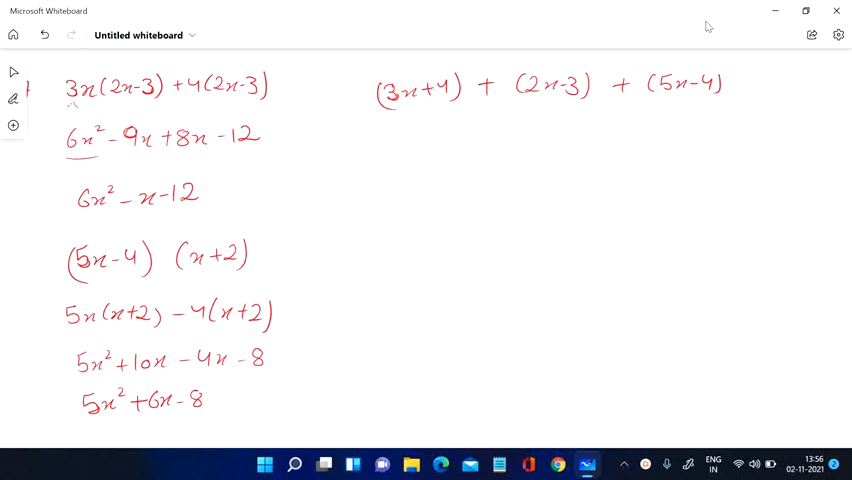 Microsoft Whiteboard
Untitled whiteboard
3x(2x-3) + 4(2x-3)
6x² - 9x + 8x - 12
6x² - x - 12
(5x-4) (x+2)
5x(x+2) - 4(x+2)
5x² + 10x - 4x - 8
5x² + 6x - 8
(3x+4) + (2x-3) + (5x-4)
ENG
IN
13:56
02-11-2021
2